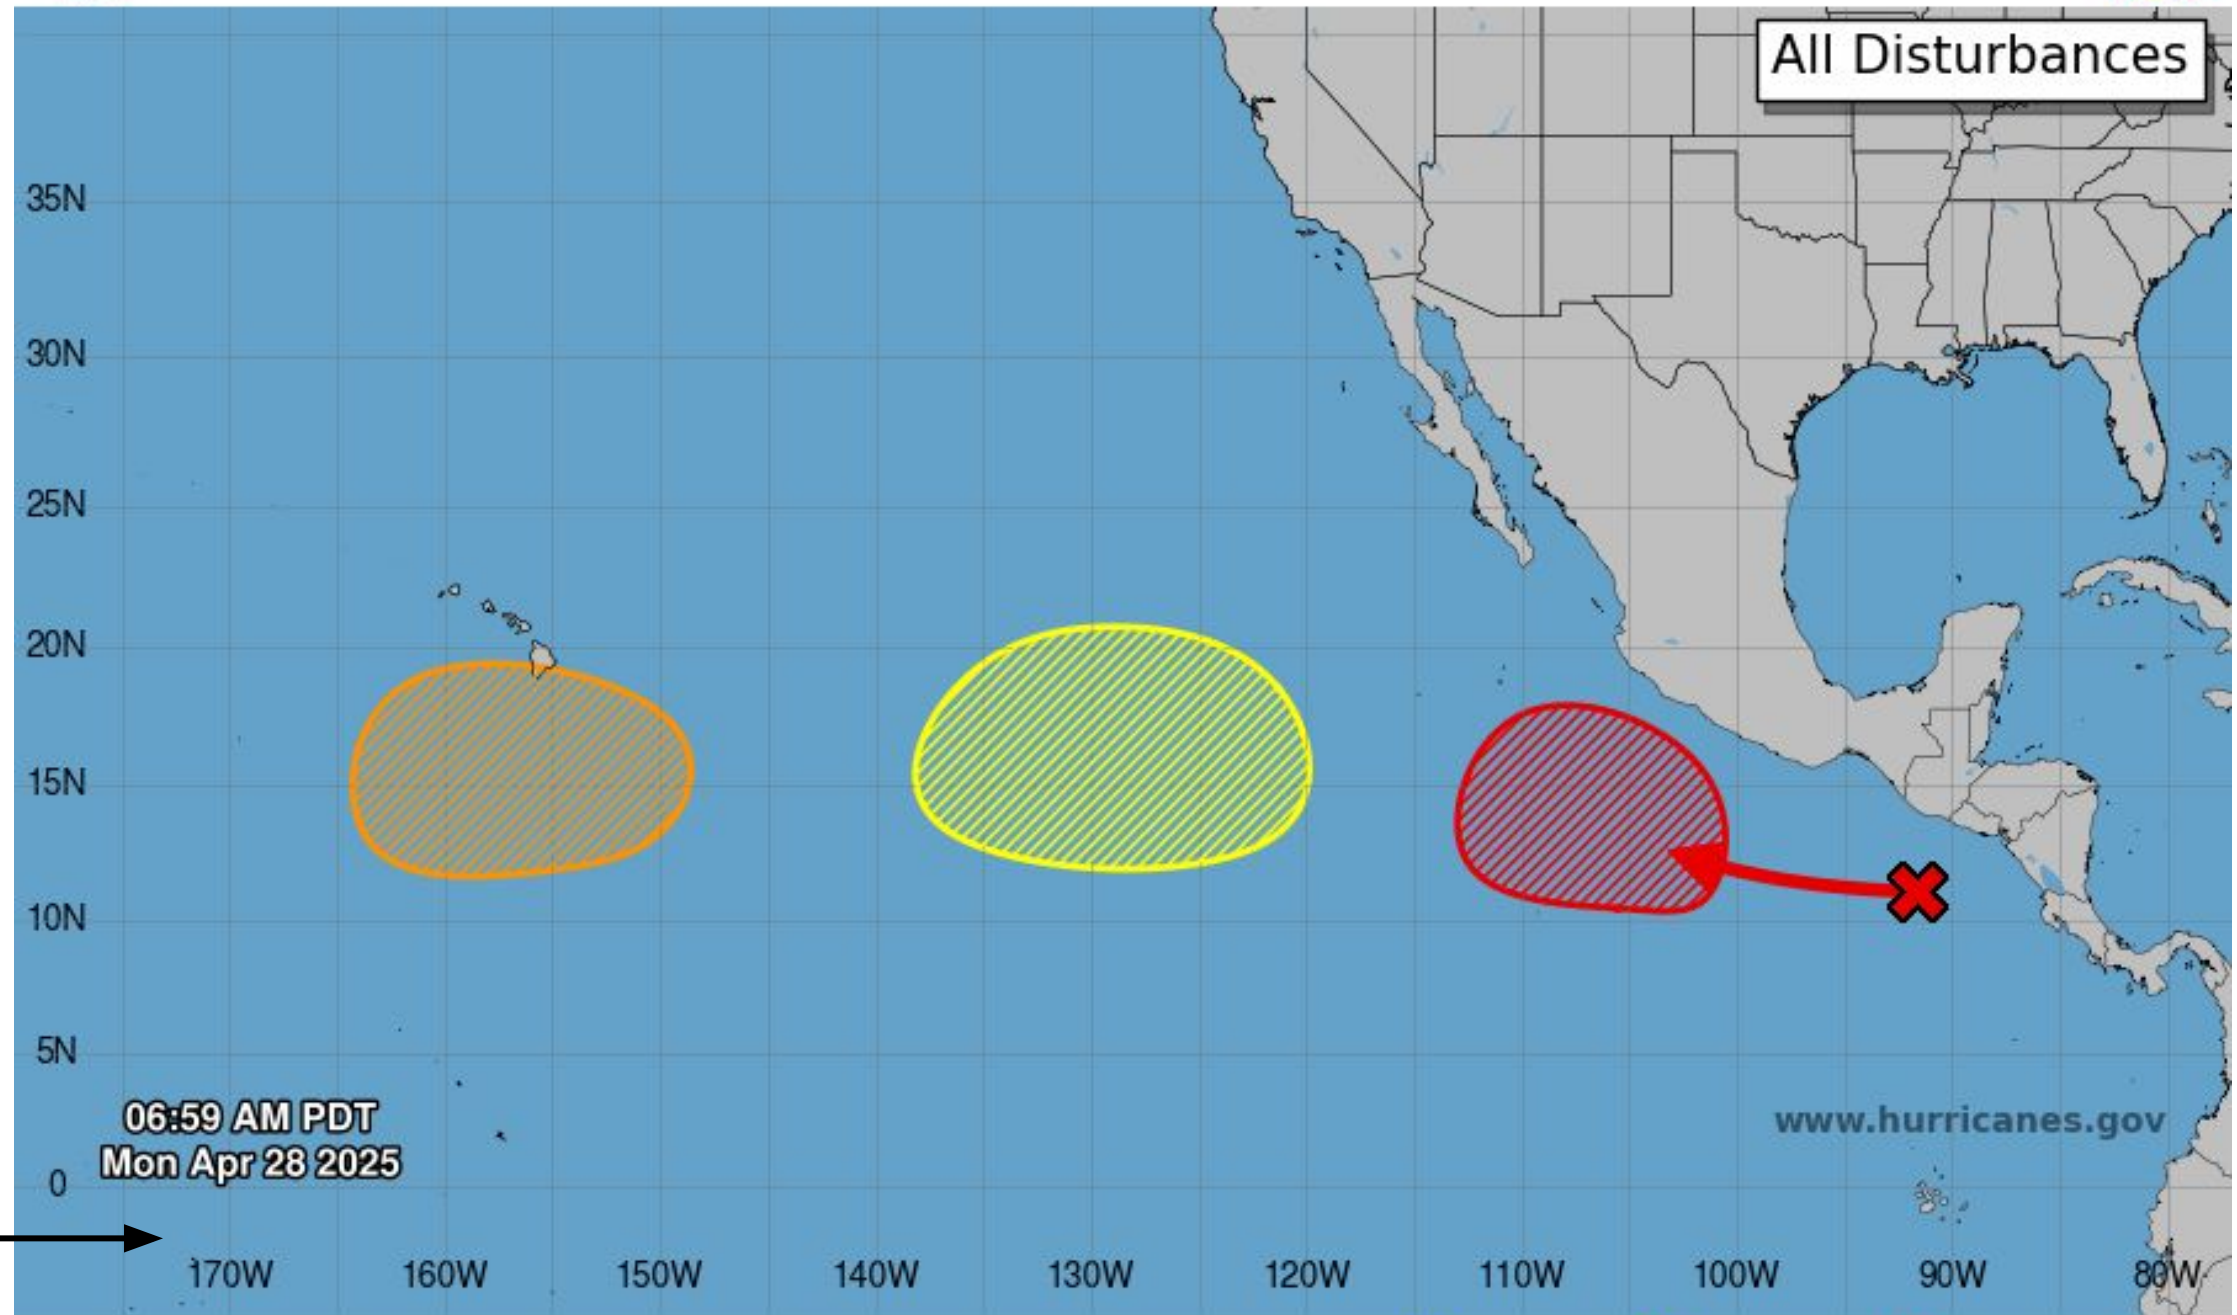 All Disturbances
35N
30N
25N
20N
15N
10N
5N
06:59 AM PDT
www.hurricanes.gov
Mon Apr 28 2025
0
170W 160W 150W 140W 130W 120W 110W 100W 90W 80W